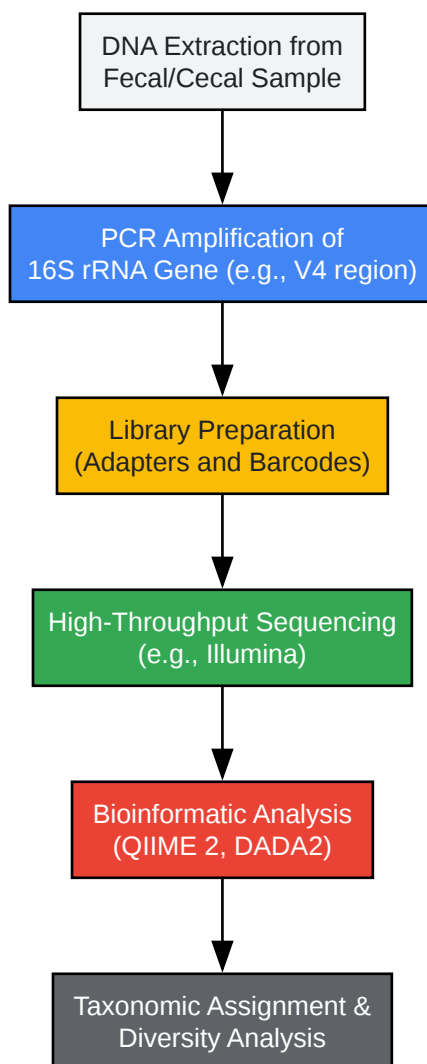 DNA Extraction from
Fecal/Cecal Sample
PCR Amplification of
16S rRNA Gene (e.g., V4 region)
Library Preparation
(Adapters and Barcodes)
High-Throughput Sequencing
(e.g., Illumina)
Bioinformatic Analysis
(QIIME 2, DADA2)
Taxonomic Assignment &
Diversity Analysis